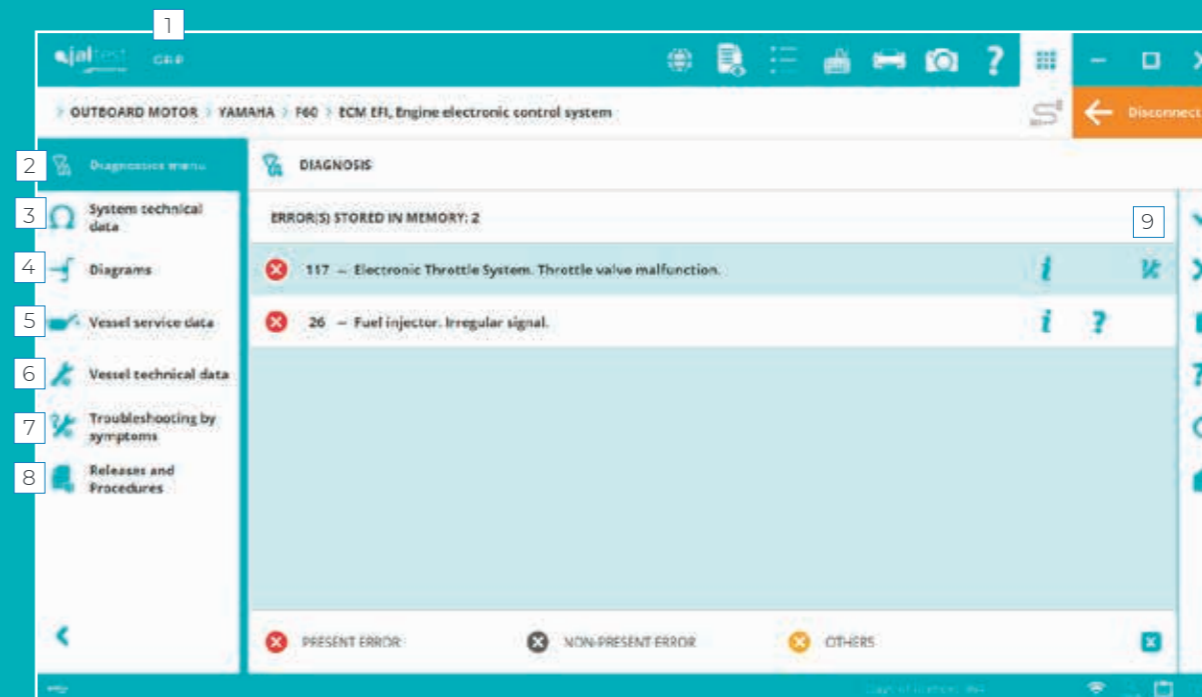 1
jaltest
?
OUTBOARD MOTOR > YAMAHA > F60 > ECM EFI, Engine electronic control system
Disconnect
2
Diagnostics menu
DIAGNOSIS
3
System technical
data
ERROR(S) STORED IN MEMORY: 2
9
4
Diagrams
117 – Electronic Throttle System. Throttle valve malfunction.
i
5
Vessel service data
26 – Fuel injector. Irregular signal.
i ?
6
Vessel technical data
7
Troubleshooting by
symptoms
8
Releases and
Procedures
PRESENT ERROR
NON-PRESENT ERROR
OTHERS